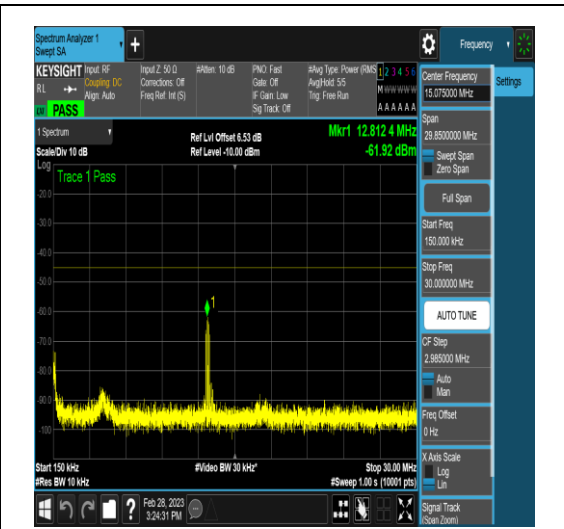 Spectrum Analyzer 1
Swept SA
+
Frequency
KEYSIGHT
RL
PASS
Input: RF
Coupling: DC
Align: Auto
Input Z: 50 Ω
Corrections: Off
Freq Ref: Int (S)
#Atten: 10 dB
PNO: Fast
Gate: Off
IF Gain: Low
Sig Track: Off
#Avg Type: Power (RMS
Avg|Hold: 5/5
Trig: Free Run
1 2 3 4 5 6
M W W W W W
A A A A A A
1 Spectrum
Scale/Div 10 dB
Ref Lvl Offset 6.53 dB
Ref Level -10.00 dBm
Mkr1 12.812 4 MHz
-61.92 dBm
Log
Trace 1 Pass
-20.0
-30.0
-40.0
-50.0
-60.0
-70.0
-80.0
-90.0
-100
1
Start 150 kHz
#Res BW 10 kHz
#Video BW 30 kHz*
Stop 30.00 MHz
#Sweep 1.00 s (10001 pts)
?
Feb 28, 2023
3:24:31 PM
Center Frequency
15.075000 MHz
Settings
Span
29.8500000 MHz
Swept Span
Zero Span
Full Span
Start Freq
150.000 kHz
Stop Freq
30.000000 MHz
AUTO TUNE
CF Step
2.985000 MHz
Auto
Man
Freq Offset
0 Hz
X Axis Scale
Log
Lin
Signal Track
(Span Zoom)